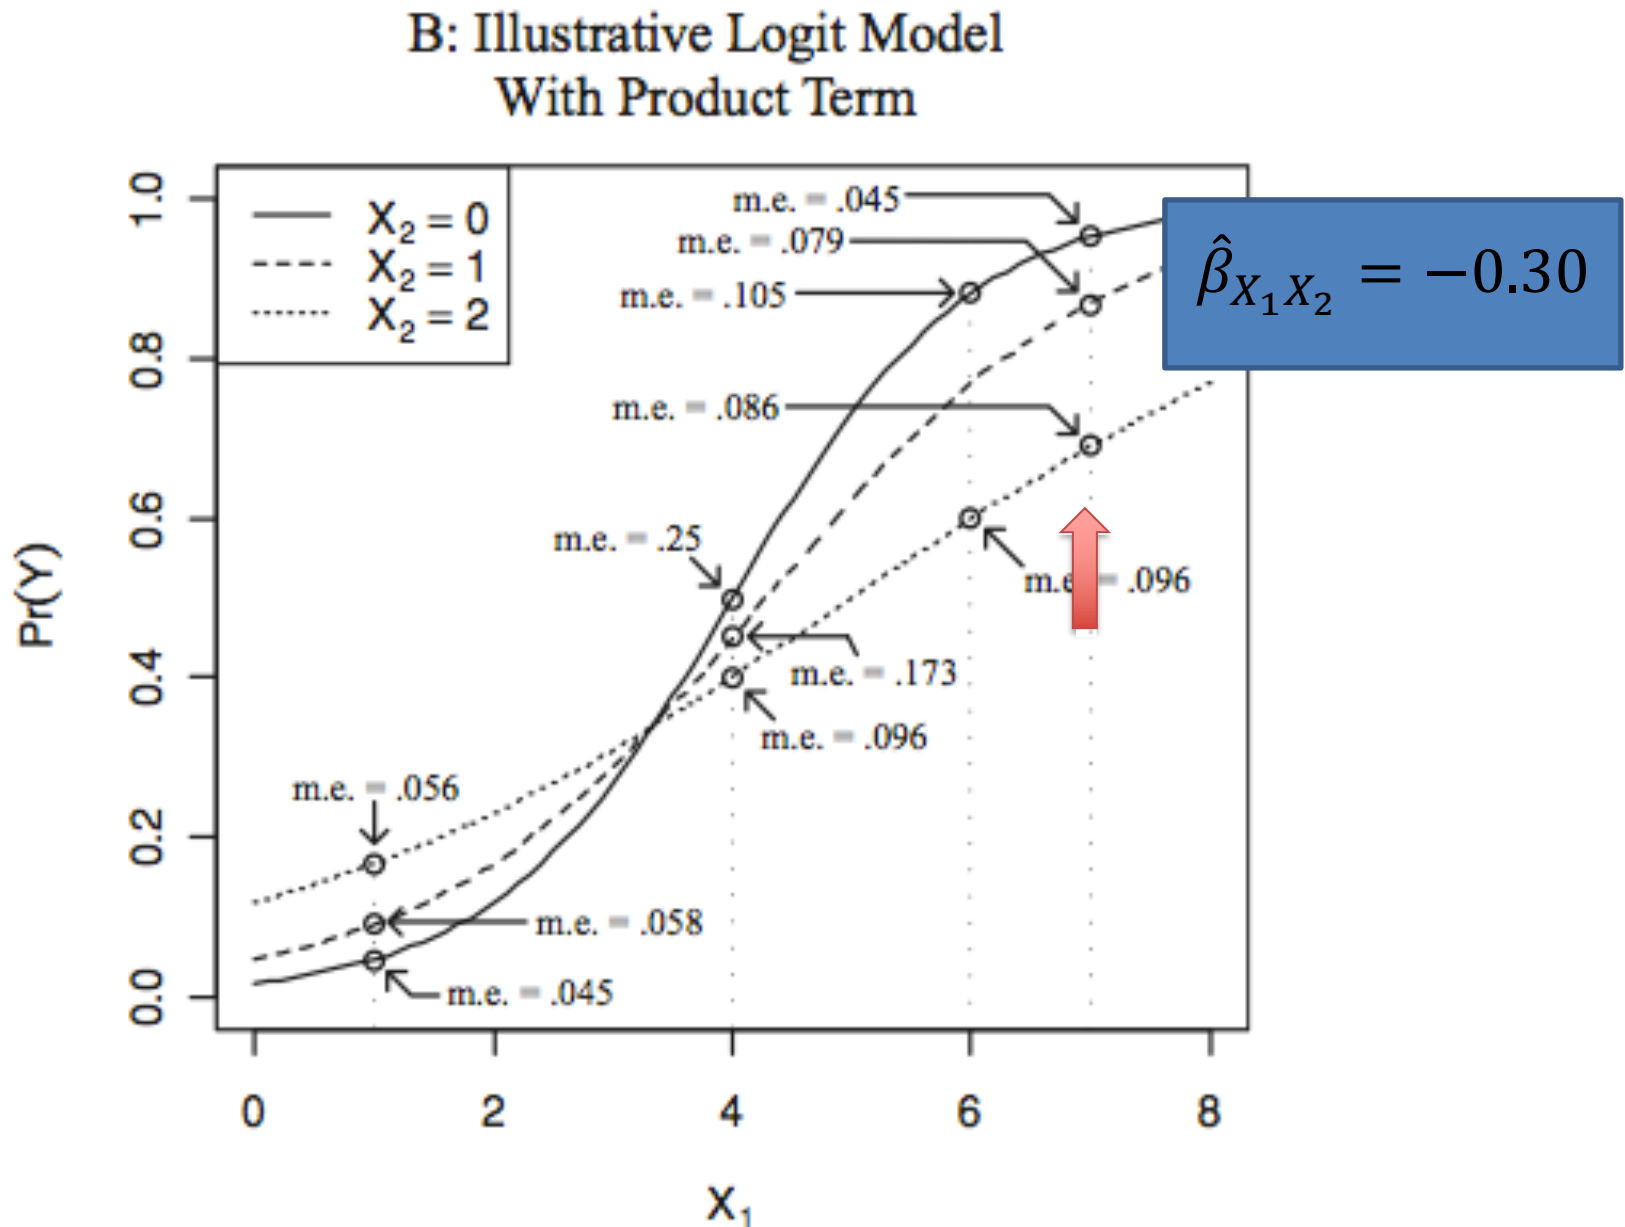 B: Illustrative Logit Model
With Product Term
X2 = 0
X2 = 1
X2 = 2
m.e. = .045
m.e. = .079
m.e. = .105
m.e. = .086
m.e. = .25
m.e. = .096
m.e. = .173
m.e. = .096
m.e. = .056
m.e. = .058
m.e. = .045
β̂X₁X₂ = −0.30
Pr(Y)
1.0
0.8
0.6
0.4
0.2
0.0
0 2 4 6 8
X1